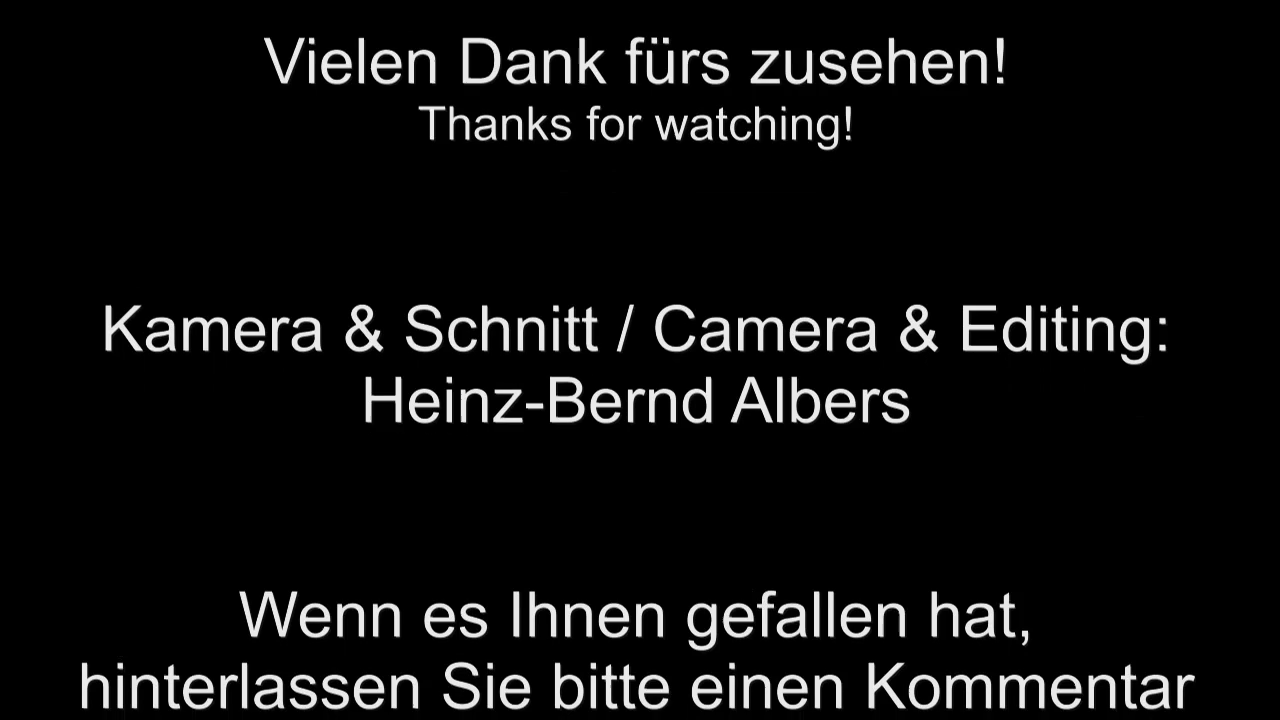 Vielen Dank fürs zusehen!
Thanks for watching!
Kamera & Schnitt / Camera & Editing:
Heinz-Bernd Albers
Wenn es Ihnen gefallen hat,
hinterlassen Sie bitte einen Kommentar